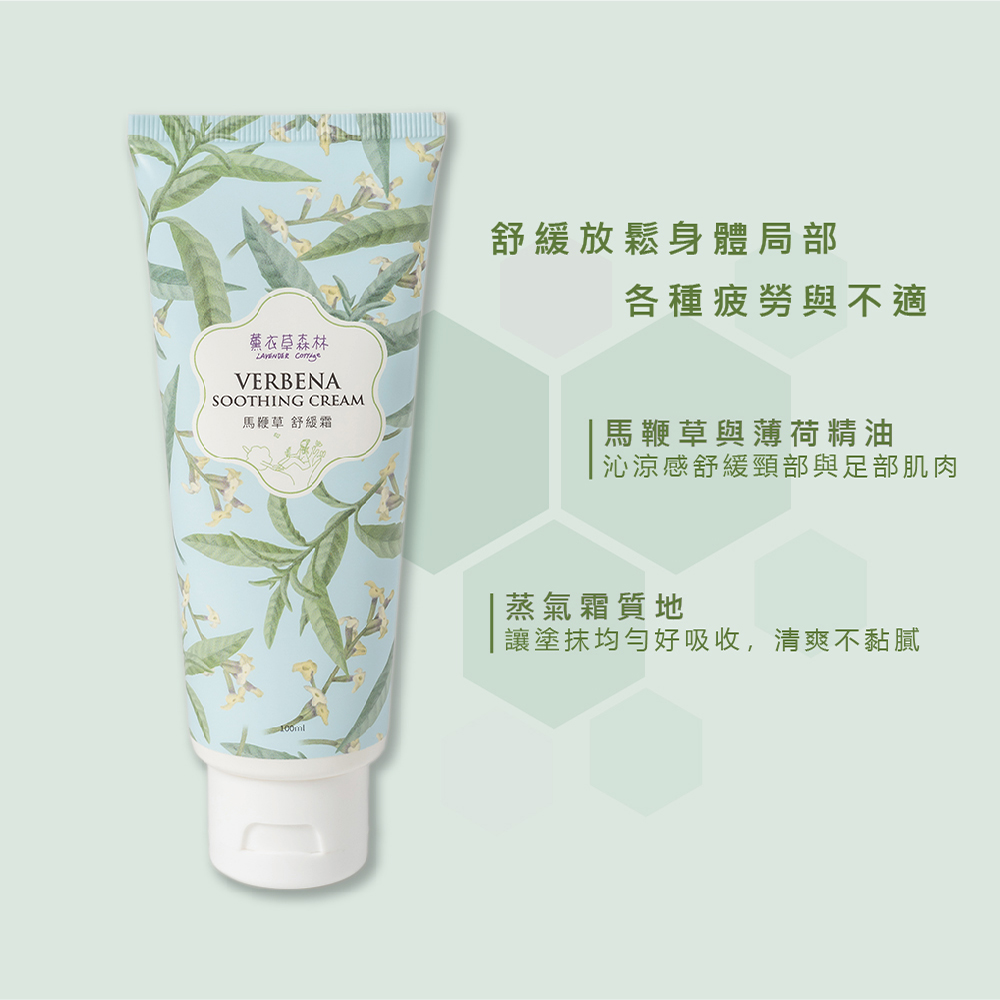 薰衣草森林
LAVENDER COTTAGE
VERBENA
SOOTHING CREAM
馬鞭草 舒緩霜
100ml
舒緩放鬆身體局部
各種疲勞與不適
馬鞭草與薄荷精油
沁涼感舒緩頸部與足部肌肉
蒸氣霜質地
讓塗抹均勻好吸收，清爽不黏膩